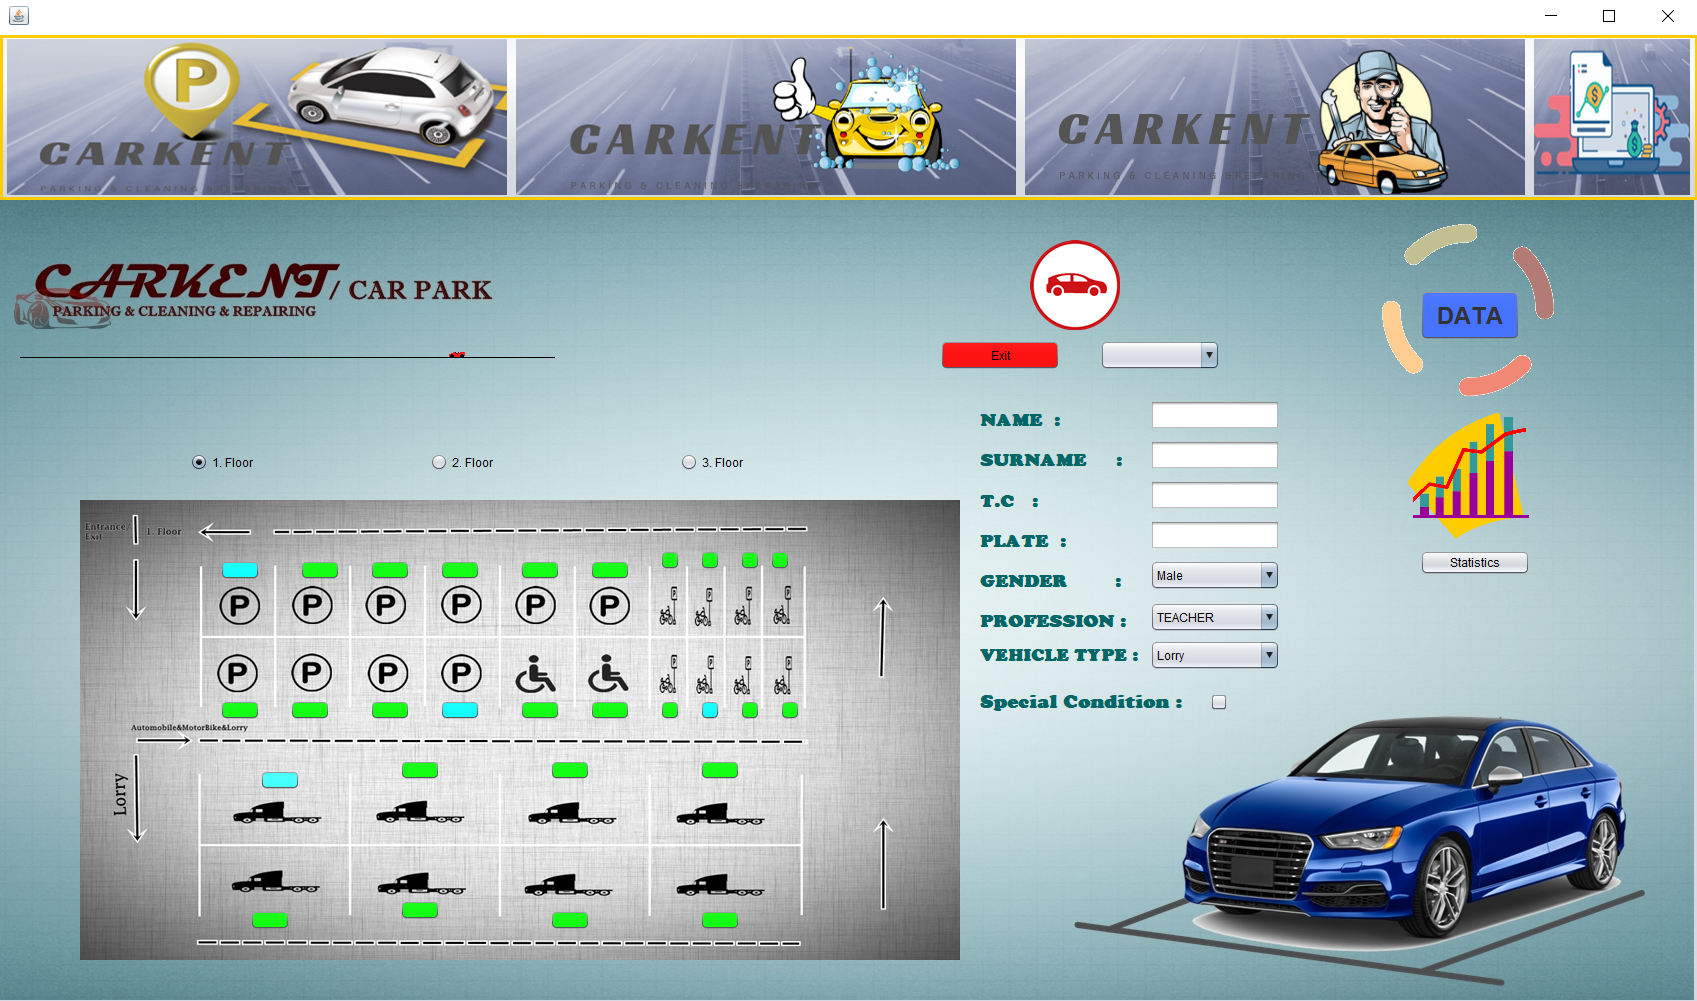 P
CARKENT
PARKING & CLEANING & REPAIRING
CARKENT
PARKING & CLEANING & REPAIRING
CARKENT
PARKING & CLEANING & REPAIRING
CARKENT / CAR PARK
PARKING & CLEANING & REPAIRING
DATA
Exit
NAME :
SURNAME :
T.C :
PLATE :
GENDER : Male
PROFESSION : TEACHER
VEHICLE TYPE : Lorry
Special Condition :
Statistics
1. Floor 2. Floor 3. Floor
Entrance/
Exit
1. Floor
P P P P P P P P P P
P P P P P P P P
Automobile&MotorBike&Lorry
Lorry